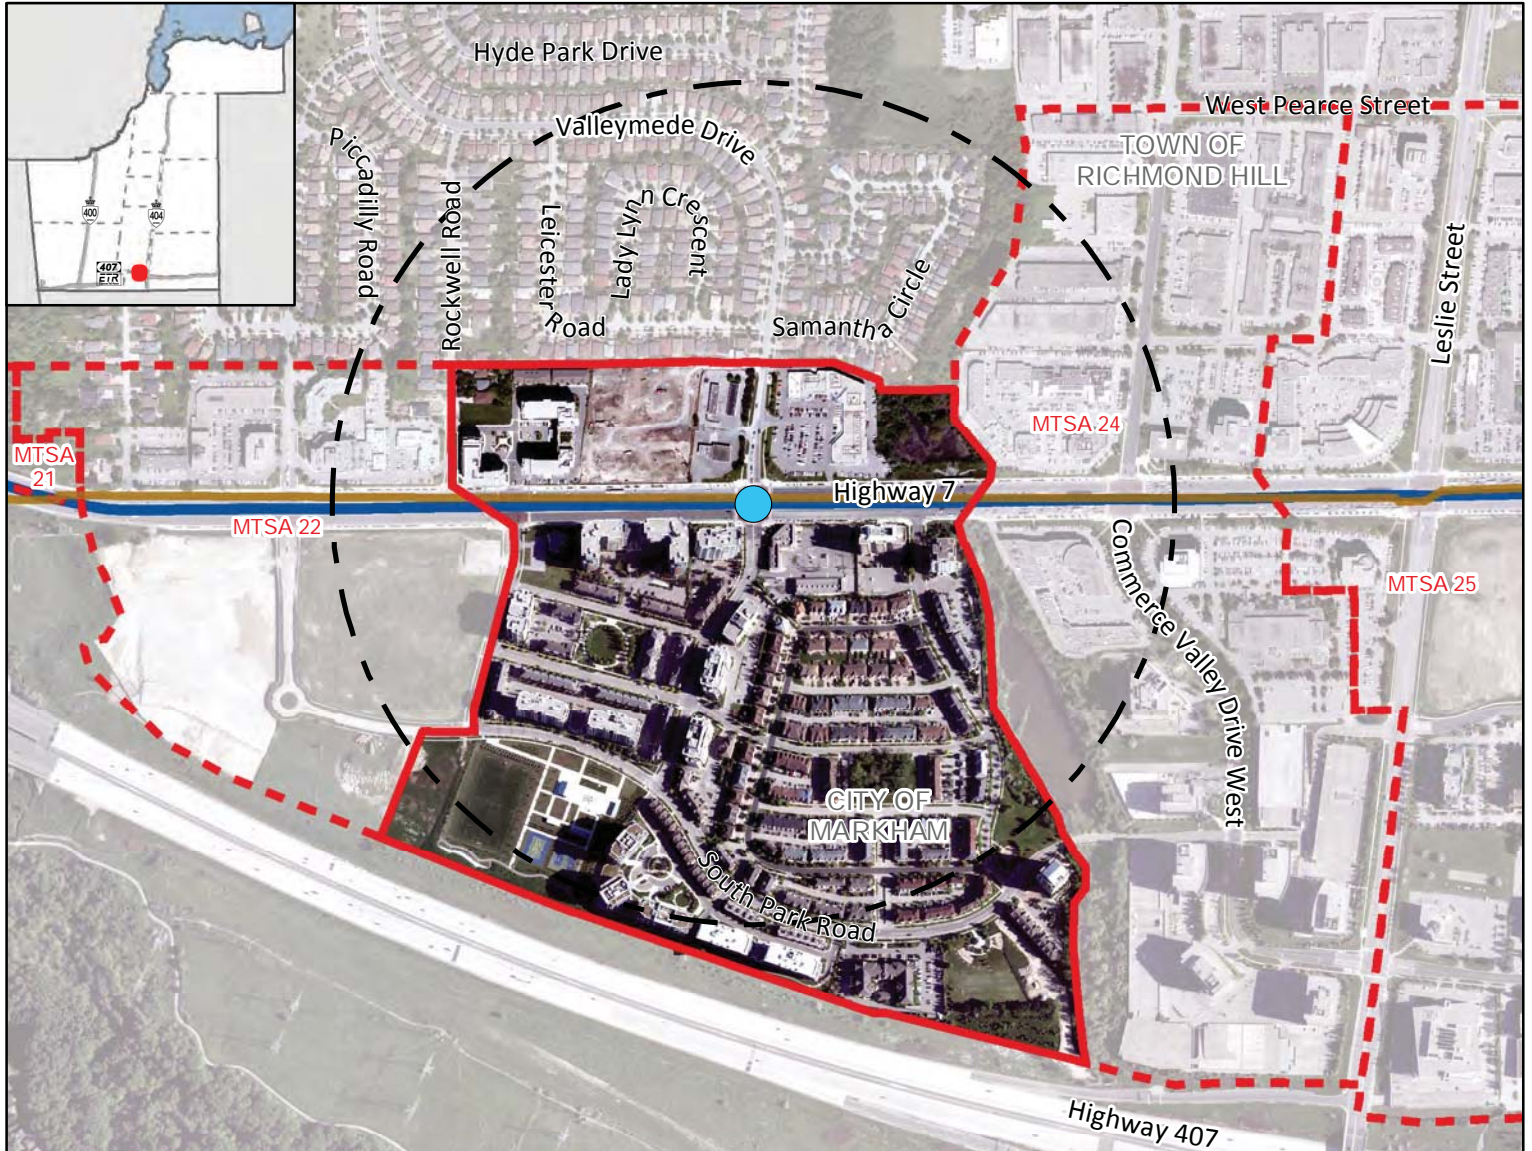 Hyde Park Drive
West Pearce Street
Valleymede Drive
TOWN OF
RICHMOND HILL
Piccadilly Road
Rockwell Road
Leicester Road
Lady Lynn Crescent
Samantha Circle
Leslie Street
400
404
407
ETR
MTSA 24
MTSA
21
Highway 7
MTSA 22
Commerce Valley Drive West
MTSA 25
CITY OF
MARKHAM
South Park Road
Highway 407